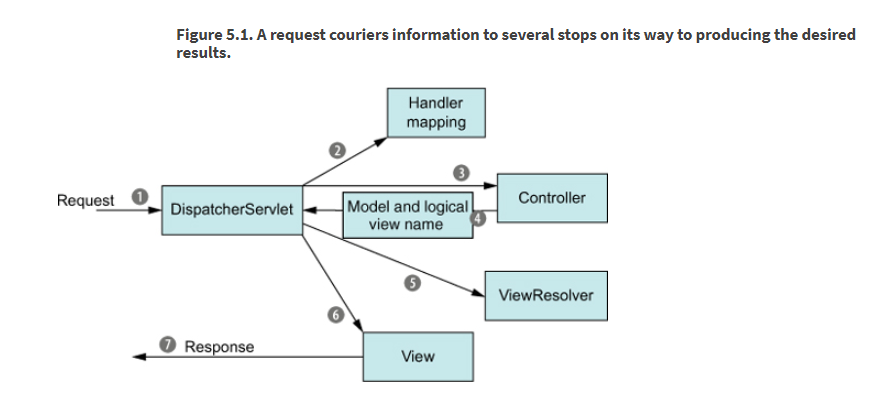 Figure 5.1. A request couriers information to several stops on its way to producing the desired
results.
Handler
mapping
2
3
Request 1
DispatcherServlet
Model and logical
view name
4
Controller
5
ViewResolver
6
7 Response
View